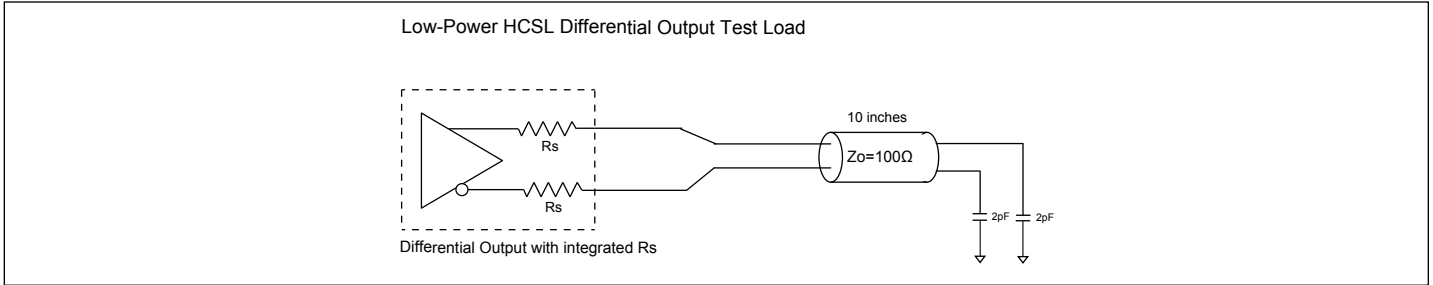 Low-Power HCSL Differential Output Test Load
10 inches
Rs
Zo=100Ω
Rs
2pF
2pF
Differential Output with integrated Rs